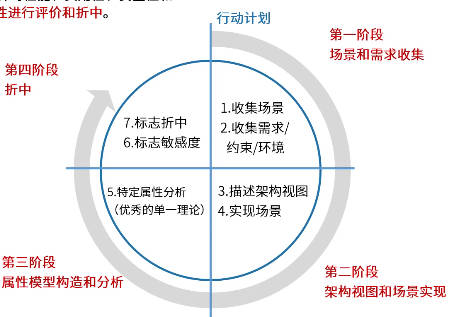 性进行评价和折中。
行动计划
第一阶段
场景和需求收集
第四阶段
折中
7.标志折中
6.标志敏感度
1.收集场景
2.收集需求/
约束/环境
5.特定属性分析
（优秀的单一理论）
3.描述架构视图
4.实现场景
第三阶段
属性模型构造和分析
第二阶段
架构视图和场景实现